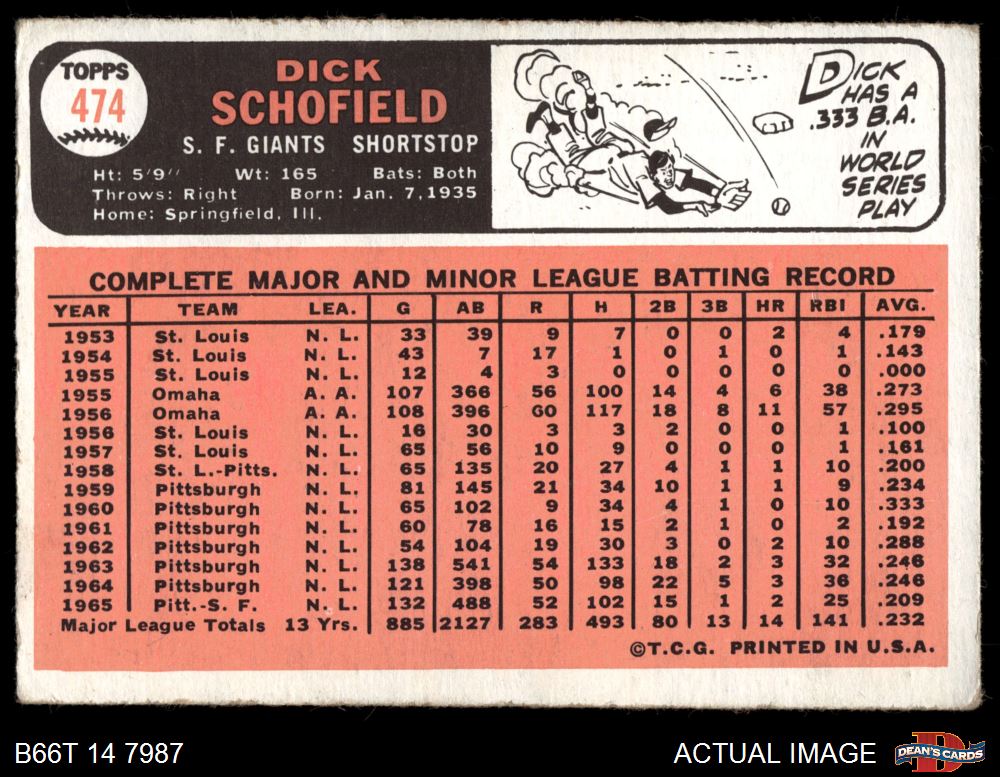 TOPPS
474
DICK
SCHOFIELD
S. F. GIANTS SHORTSTOP
Ht: 5'9" Wt: 165 Bats: Both
Throws: Right Born: Jan. 7, 1935
Home: Springfield, Ill.
DICK
HAS A
.333 B.A.
IN
WORLD
SERIES
PLAY
COMPLETE MAJOR AND MINOR LEAGUE BATTING RECORD
YEAR TEAM LEA. G AB R H 2B 3B HR RBI AVG.
1953 St. Louis N. L. 33 39 9 7 0 0 2 4 .179
1954 St. Louis N. L. 43 7 17 1 0 1 0 1 .143
1955 St. Louis N. L. 12 4 3 0 0 0 0 0 .000
1955 Omaha A. A. 107 366 56 100 14 4 6 38 .273
1956 Omaha A. A. 108 396 GO 117 18 8 11 57 .295
1956 St. Louis N. L. 16 30 3 3 2 0 0 1 .100
1957 St. Louis N. L. 65 56 10 9 0 0 0 1 .161
1958 St. L.-Pitts. N. L. 65 135 20 27 4 1 1 10 .200
1959 Pittsburgh N. L. 81 145 21 34 10 1 1 9 .234
1960 Pittsburgh N. L. 65 102 9 34 4 1 0 10 .333
1961 Pittsburgh N. L. 60 78 16 15 2 1 0 2 .192
1962 Pittsburgh N. L. 54 104 19 30 3 0 2 10 .288
1963 Pittsburgh N. L. 138 541 54 133 18 2 3 32 .246
1964 Pittsburgh N. L. 121 398 50 98 22 5 3 36 .246
1965 Pitt.-S. F. N. L. 132 488 52 102 15 1 2 25 .209
Major League Totals 13 Yrs. 885 2127 283 493 80 13 14 141 .232
©T.C.G. PRINTED IN U.S.A.
B66T 14 7987
ACTUAL IMAGE
DEAN'S CARDS